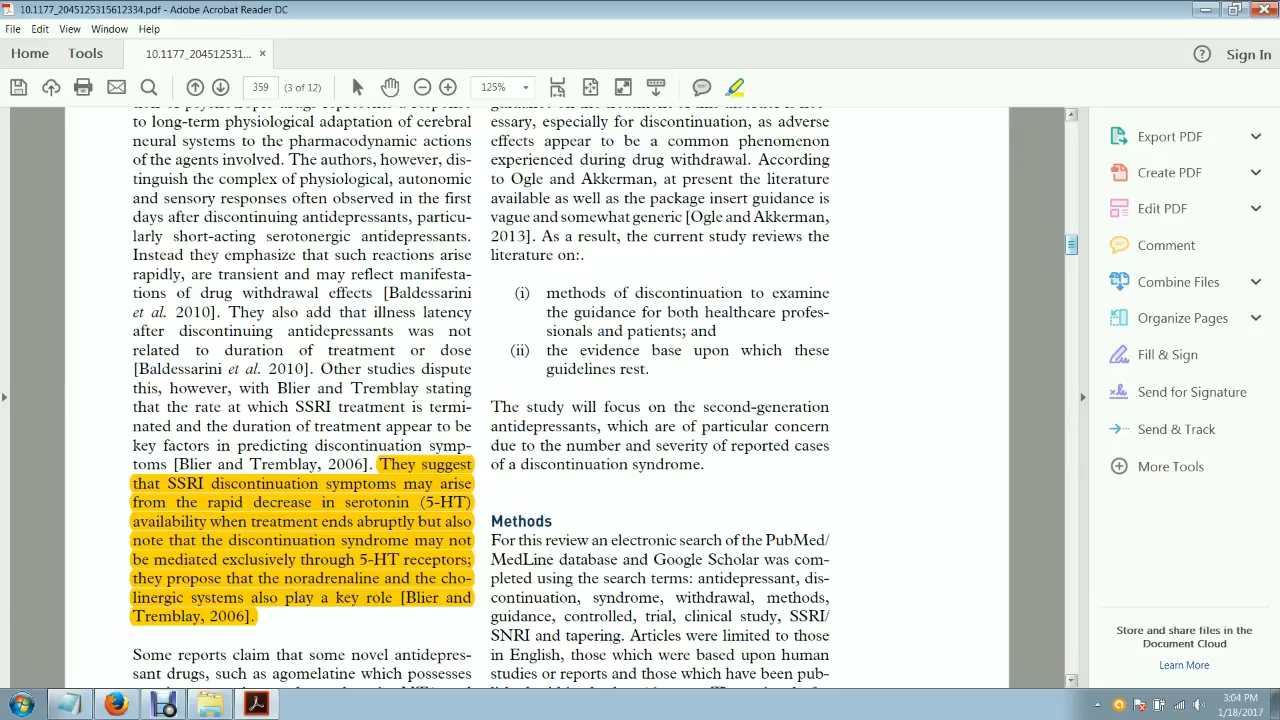 10.1177_2045125315612334.pdf - Adobe Acrobat Reader DC
File Edit View Window Help
Home Tools 10.1177_204512531... × Sign In
359 (3 of 12) 125%
to long-term physiological adaptation of cerebral
neural systems to the pharmacodynamic actions
of the agents involved. The authors, however, dis-
tinguish the complex of physiological, autonomic
and sensory responses often observed in the first
days after discontinuing antidepressants, particu-
larly short-acting serotonergic antidepressants.
Instead they emphasize that such reactions arise
rapidly, are transient and may reflect manifesta-
tions of drug withdrawal effects [Baldessarini
et al. 2010]. They also add that illness latency
after discontinuing antidepressants was not
related to duration of treatment or dose
[Baldessarini et al. 2010]. Other studies dispute
this, however, with Blier and Tremblay stating
that the rate at which SSRI treatment is termi-
nated and the duration of treatment appear to be
key factors in predicting discontinuation symp-
toms [Blier and Tremblay, 2006]. They suggest
that SSRI discontinuation symptoms may arise
from the rapid decrease in serotonin (5-HT)
availability when treatment ends abruptly but also
note that the discontinuation syndrome may not
be mediated exclusively through 5-HT receptors;
they propose that the noradrenaline and the cho-
linergic systems also play a key role [Blier and
Tremblay, 2006].
Some reports claim that some novel antidepres-
sant drugs, such as agomelatine which possesses
essary, especially for discontinuation, as adverse
effects appear to be a common phenomenon
experienced during drug withdrawal. According
to Ogle and Akkerman, at present the literature
available as well as the package insert guidance is
vague and somewhat generic [Ogle and Akkerman,
2013]. As a result, the current study reviews the
literature on:.
(i) methods of discontinuation to examine
the guidance for both healthcare profes-
sionals and patients; and
(ii) the evidence base upon which these
guidelines rest.
The study will focus on the second-generation
antidepressants, which are of particular concern
due to the number and severity of reported cases
of a discontinuation syndrome.
Methods
For this review an electronic search of the PubMed/
MedLine database and Google Scholar was com-
pleted using the search terms: antidepressant, dis-
continuation, syndrome, withdrawal, methods,
guidance, controlled, trial, clinical study, SSRI/
SNRI and tapering. Articles were limited to those
in English, those which were based upon human
studies or reports and those which have been pub-
Export PDF
Create PDF
Edit PDF
Comment
Combine Files
Organize Pages
Fill & Sign
Send for Signature
Send & Track
More Tools
Store and share files in the
Document Cloud
Learn More
3:04 PM
1/18/2017